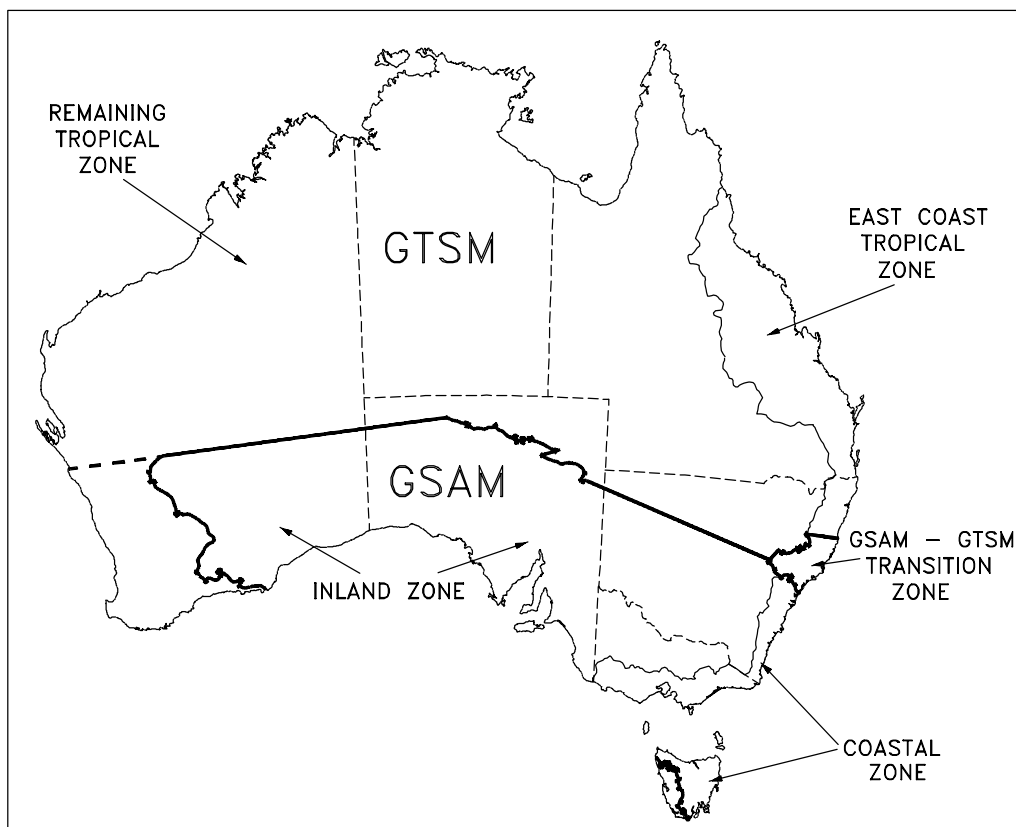 REMAINING
TROPICAL
ZONE
GTSM
EAST COAST
TROPICAL
ZONE
GSAM
GSAM – GTSM
TRANSITION
ZONE
INLAND ZONE
COASTAL
ZONE